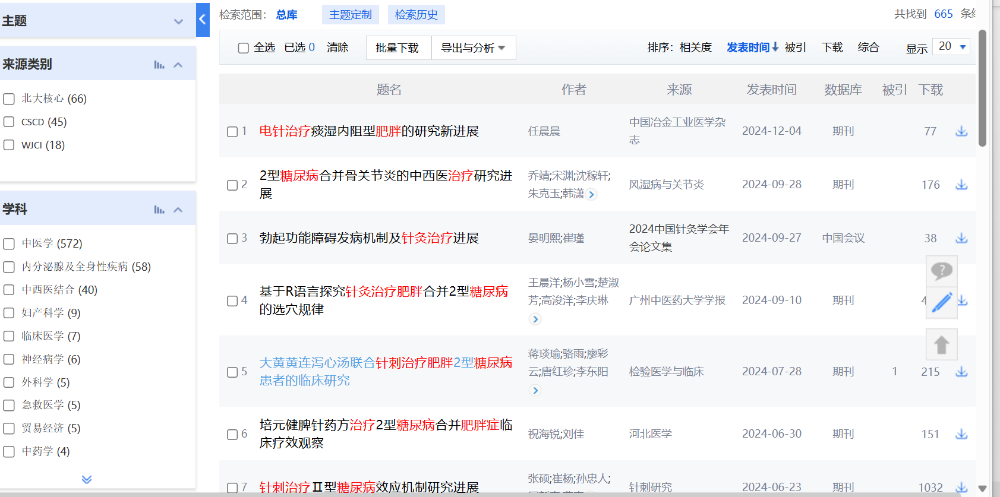 主题
来源类别
北大核心 (66)
CSCD (45)
WJCI (18)
学科
中医学 (572)
内分泌腺及全身性疾病 (58)
中西医结合 (40)
妇产科学 (9)
临床医学 (7)
神经病学 (6)
外科学 (5)
急救医学 (5)
贸易经济 (5)
中药学 (4)
检索范围： 总库 主题定制 检索历史 共找到 665 条
全选 已选 0 清除 批量下载 导出与分析 排序： 相关度 发表时间 被引 下载 综合 显示 20
题名 作者 来源 发表时间 数据库 被引 下载
1 电针治疗痰湿内阻型肥胖的研究新进展 任晨晨 中国冶金工业医学杂 2024-12-04 期刊 77
志
2 2型糖尿病合并骨关节炎的中西医治疗研究进 乔靖;宋渊;沈稼轩; 风湿病与关节炎 2024-09-28 期刊 176
展 朱克玉;韩潇
3 勃起功能障碍发病机制及针灸治疗进展 晏明熙;崔瑾 2024中国针灸学会年 2024-09-27 中国会议 38
会论文集
4 基于R语言探究针灸治疗肥胖合并2型糖尿病 王晨洋;杨小雪;楚淑 广州中医药大学学报 2024-09-10 期刊 4
的选穴规律 芳;高浚洋;李庆琳
5 大黄黄连泻心汤联合针刺治疗肥胖2型糖尿病 蒋琰瑜;骆雨;廖彩 检验医学与临床 2024-07-28 期刊 1 215
患者的临床研究 云;唐红珍;李东阳
6 培元健脾针药方治疗2型糖尿病合并肥胖症临 祝海锐;刘佳 河北医学 2024-06-30 期刊 151
床疗效观察
7 针刺治疗Ⅱ型糖尿病效应机制研究进展 张硕;崔杨;孙忠人; 针刺研究 2024-06-23 期刊 1032